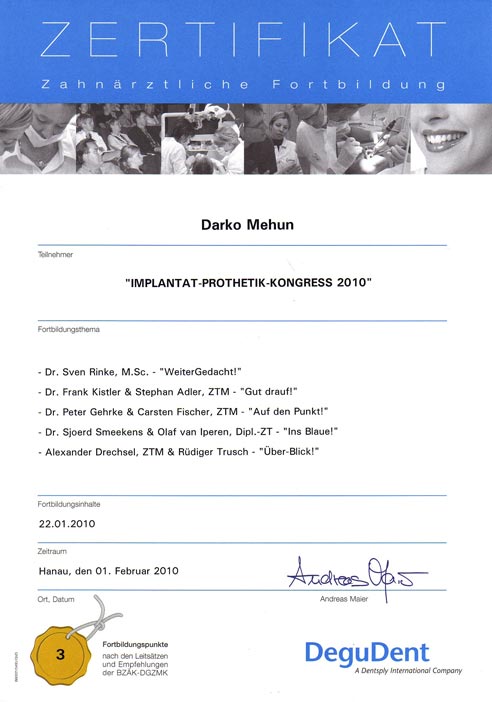 ZERTIFIKAT
Zahnärztliche Fortbildung
Darko Mehun
Teilnehmer
"IMPLANTAT-PROTHETIK-KONGRESS 2010"
Fortbildungsthema
- Dr. Sven Rinke, M.Sc. - "WeiterGedacht!"
- Dr. Frank Kistler & Stephan Adler, ZTM - "Gut drauf!"
- Dr. Peter Gehrke & Carsten Fischer, ZTM - "Auf den Punkt!"
- Dr. Sjoerd Smeekens & Olaf van Iperen, Dipl.-ZT - "Ins Blaue!"
- Alexander Drechsel, ZTM & Rüdiger Trusch - "Über-Blick!"
Fortbildungsinhalte
22.01.2010
Zeitraum
Hanau, den 01. Februar 2010
Ort, Datum
Andreas Maier
3
Fortbildungspunkte
nach den Leitsätzen
und Empfehlungen
der BZÄK-DGZMK
DeguDent
A Dentsply International Company